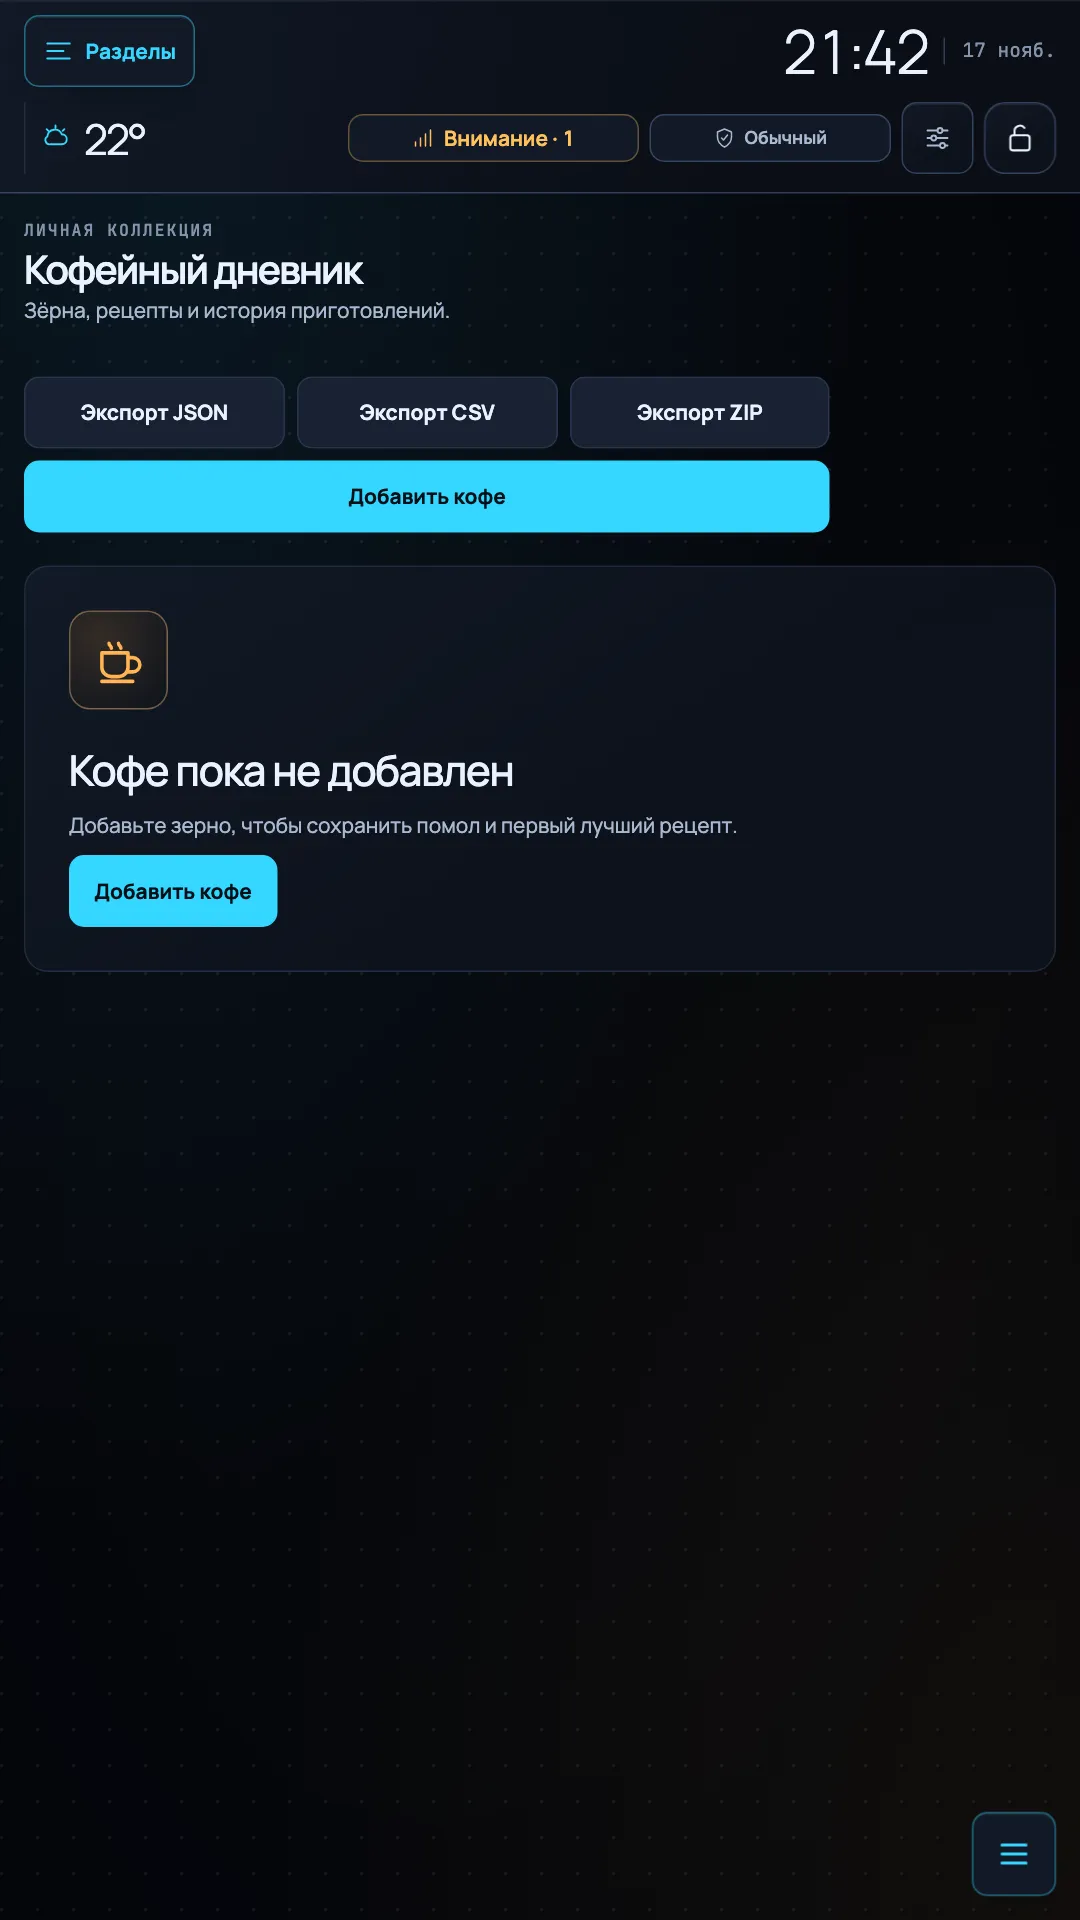 Разделы
21:42
17 нояб.
22°
Внимание · 1
Обычный
ЛИЧНАЯ КОЛЛЕКЦИЯ
Кофейный дневник
Зёрна, рецепты и история приготовлений.
Экспорт JSON
Экспорт CSV
Экспорт ZIP
Добавить кофе
Кофе пока не добавлен
Добавьте зерно, чтобы сохранить помол и первый лучший рецепт.
Добавить кофе